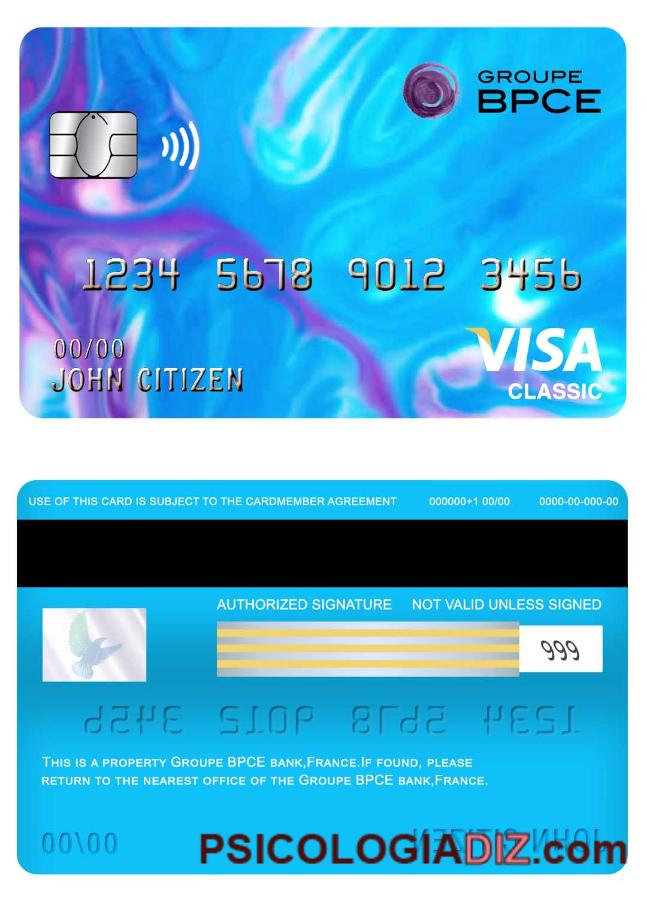 GROUPE
BPCE
1234 5678 9012 3456
00/00
JOHN CITIZEN
VISA
CLASSIC
USE OF THIS CARD IS SUBJECT TO THE CARDMEMBER AGREEMENT 000000+1 00/00 0000-00-000-00
AUTHORIZED SIGNATURE NOT VALID UNLESS SIGNED
999
THIS IS A PROPERTY GROUPE BPCE BANK,FRANCE.IF FOUND, PLEASE
RETURN TO THE NEAREST OFFICE OF THE GROUPE BPCE BANK,FRANCE.
00/00
PSICOLOGIADIZ.com